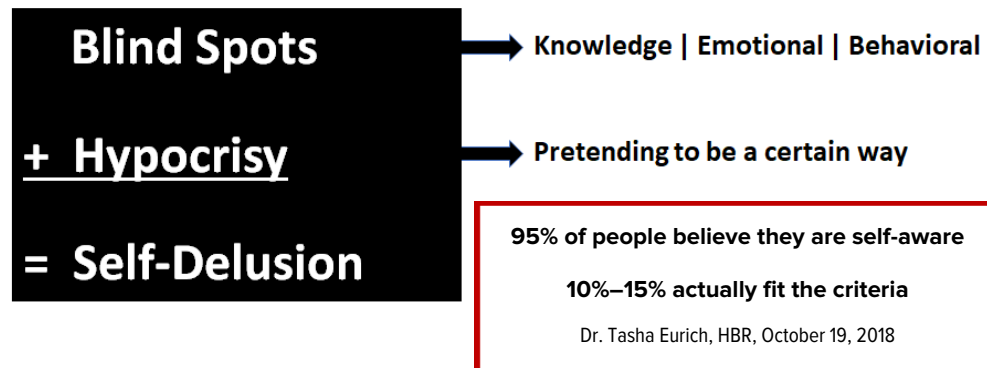 Blind Spots
Knowledge | Emotional | Behavioral
+ Hypocrisy
Pretending to be a certain way
= Self-Delusion
95% of people believe they are self-aware
10%–15% actually fit the criteria
Dr. Tasha Eurich, HBR, October 19, 2018